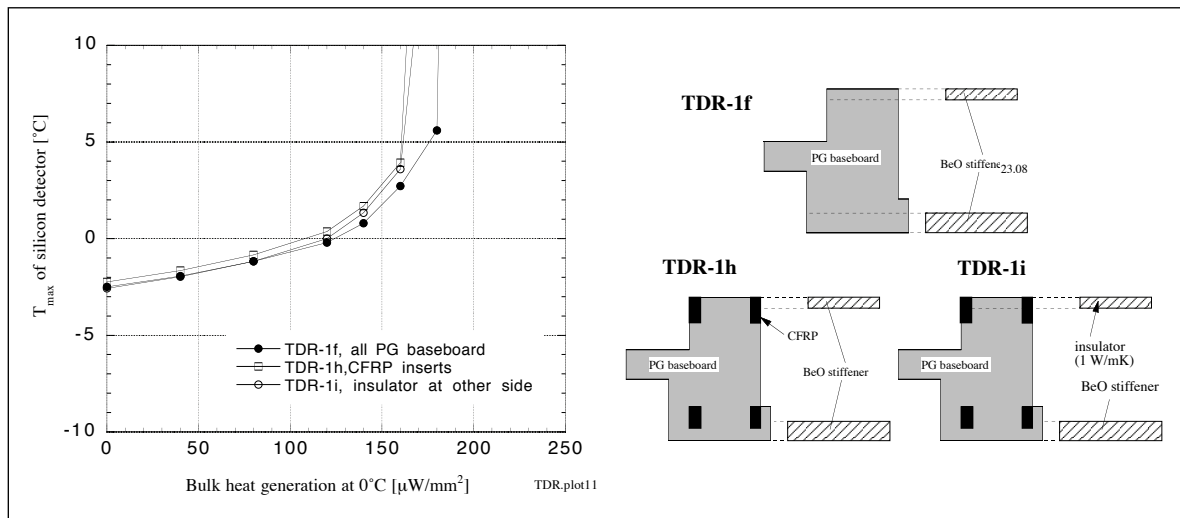 10
5
0
-5
-10
T max of silicon detector [˚C]
TDR-1f, all PG baseboard
TDR-1h,CFRP inserts
TDR-1i, insulator at other side
0 50 100 150 200 250
Bulk heat generation at 0˚C [μW/mm2]
TDR.plot11
TDR-1f
PG baseboard
BeO stiffene
23.08
TDR-1h
CFRP
PG baseboard
BeO stiffener
TDR-1i
PG baseboard
insulator
(1 W/mK)
BeO stiffener